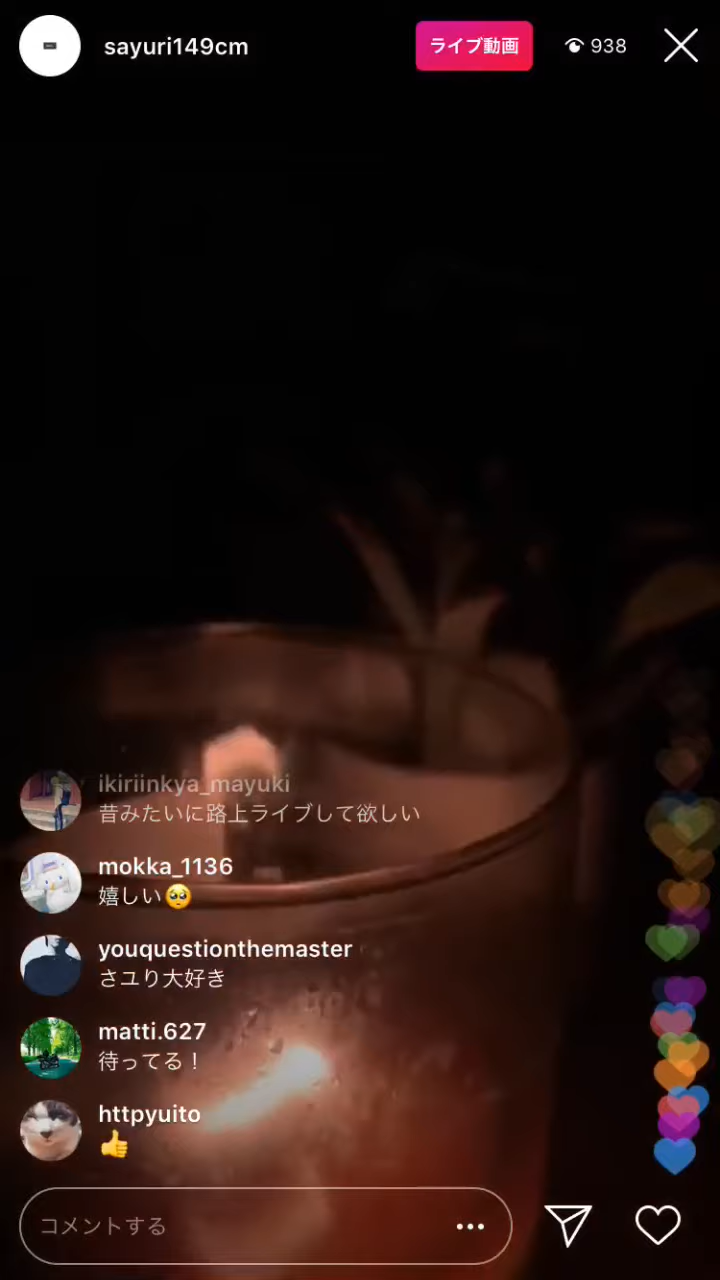 sayuri149cm
ライブ動画
938
ikiriinkya_mayuki
昔みたいに路上ライブして欲しい
mokka_1136
嬉しい🥺
youquestionthemaster
さユり大好き
matti.627
待ってる！
httpyuito
👍
コメントする